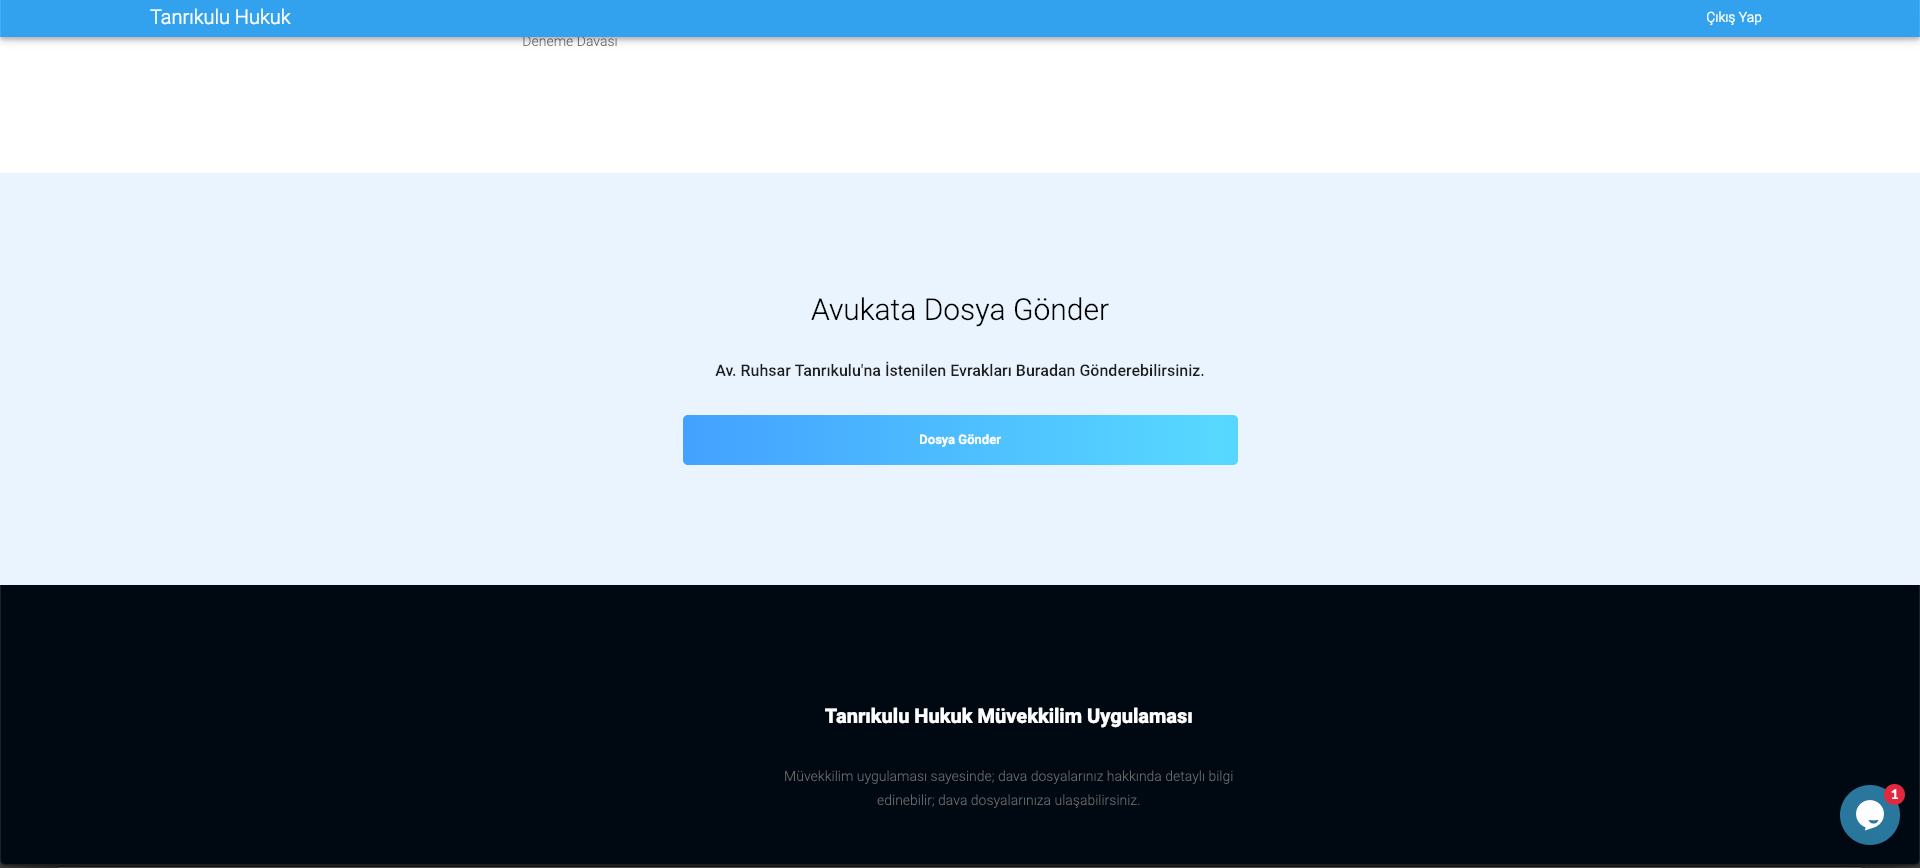 Tanrıkulu Hukuk
Çıkış Yap
Deneme Davası
Avukata Dosya Gönder
Av. Ruhsar Tanrıkulu'na İstenilen Evrakları Buradan Gönderebilirsiniz.
Dosya Gönder
Tanrıkulu Hukuk Müvekkilim Uygulaması
Müvekkilim uygulaması sayesinde; dava dosyalarınız hakkında detaylı bilgi
edinebilir; dava dosyalarınıza ulaşabilirsiniz.
1